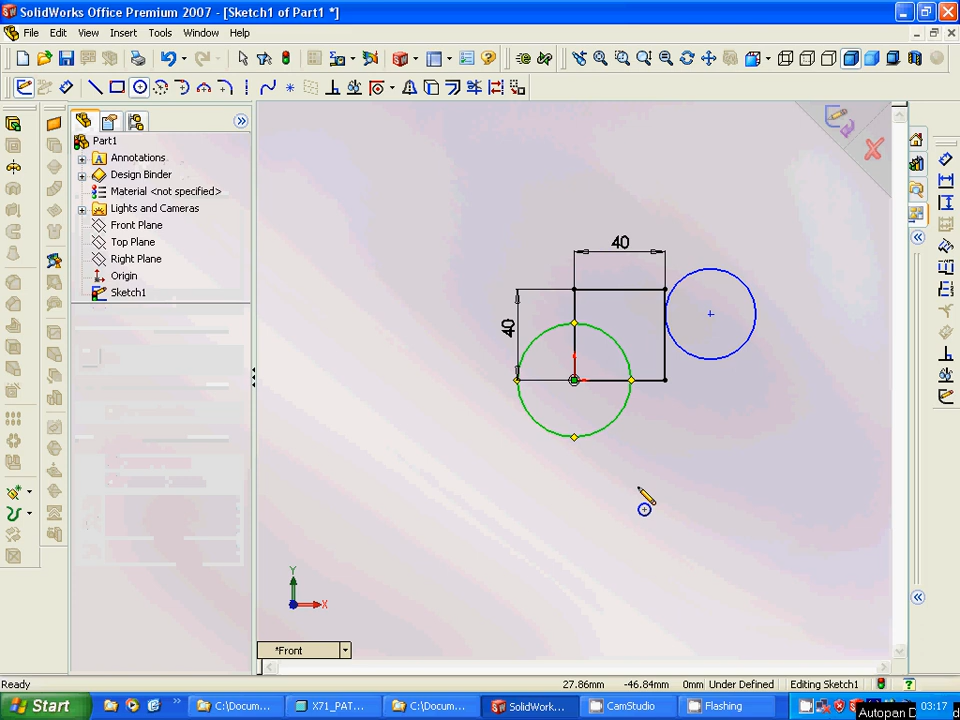 SolidWorks Office Premium 2007 - [Sketch1 of Part1 *]
File Edit View Insert Tools Window Help
Part1
Annotations
Design Binder
Material <not specified>
Lights and Cameras
Front Plane
Top Plane
Right Plane
Origin
Sketch1
40
40
Y
X
*Front
Ready
27.86mm -46.84mm 0mm Under Defined Editing Sketch1
Start C:\Docum... X71_PAT... C:\Docum... SolidWork... CamStudio Flashing 03:17
Autopan D